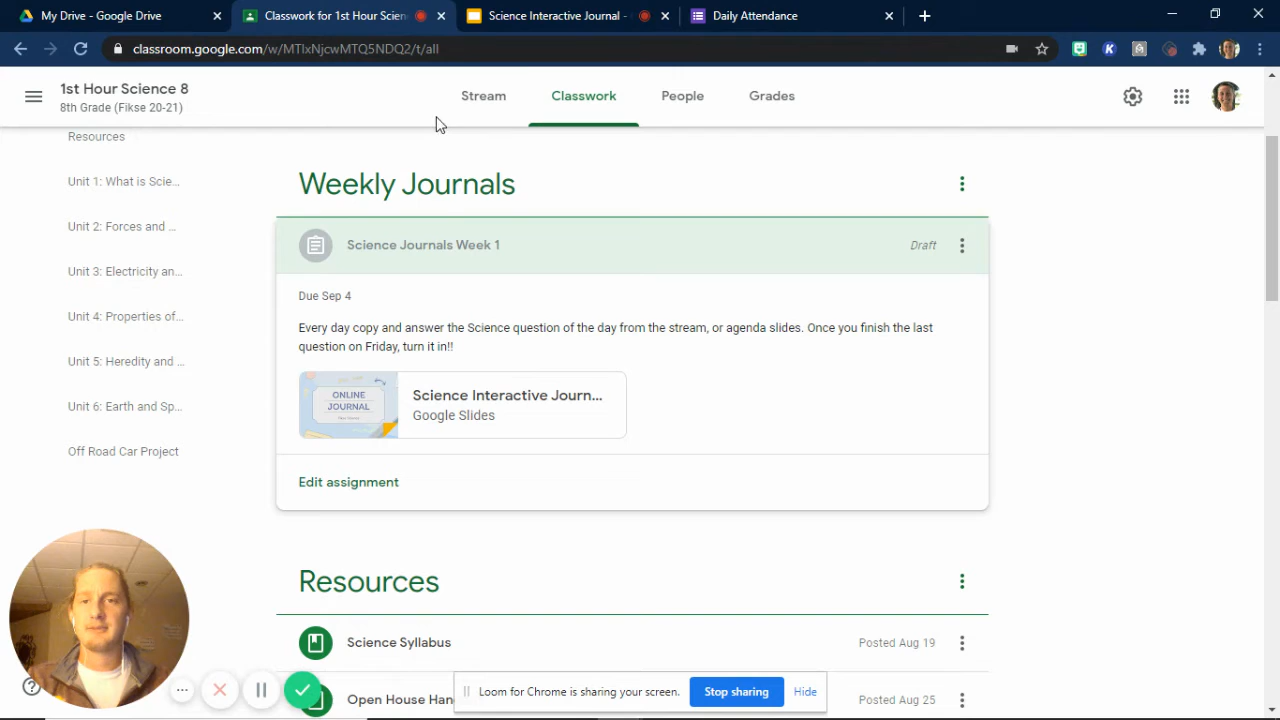 My Drive - Google Drive
Classwork for 1st Hour Scien
Science Interactive Journal -
Daily Attendance
classroom.google.com/w/MTIxNjcwMTQ5NDQ2/t/all
1st Hour Science 8
8th Grade (Fikse 20-21)
Stream
Classwork
People
Grades
Resources
Unit 1: What is Scie...
Unit 2: Forces and ...
Unit 3: Electricity an...
Unit 4: Properties of...
Unit 5: Heredity and ...
Unit 6: Earth and Sp...
Off Road Car Project
Weekly Journals
Science Journals Week 1
Draft
Due Sep 4
Every day copy and answer the Science question of the day from the stream, or agenda slides. Once you finish the last
question on Friday, turn it in!!
ONLINE
JOURNAL
Science Interactive Journ...
Google Slides
Edit assignment
Resources
Science Syllabus
Posted Aug 19
Open House Han
Posted Aug 25
Loom for Chrome is sharing your screen.
Stop sharing
Hide